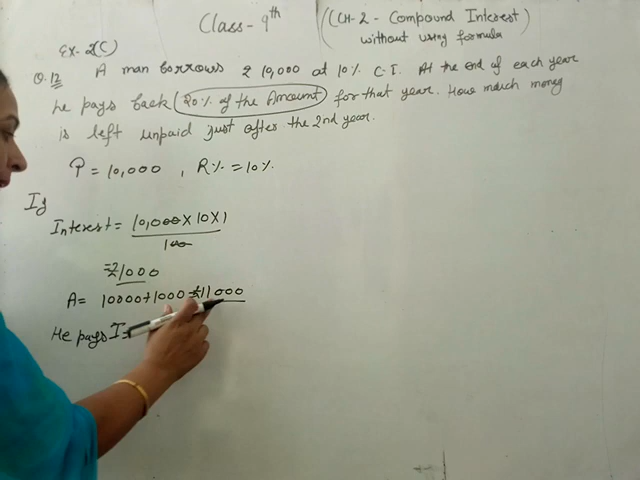 Class- 9th
(CH-2 - Compound Interest)
without using formula
Ex- 2(C)
Q.12 A man borrows ₹ 10,000 at 10% C.I. At the end of each year
he pays back (20% of the Amount) for that year. How much money
is left unpaid just after the 2nd year.
P = 10,000 , R% = 10%.
Iy
Interest = 10,000 X 10 X 1
100
= ₹ 1000
A = 10000 + 1000 = ₹ 11000
He pays I